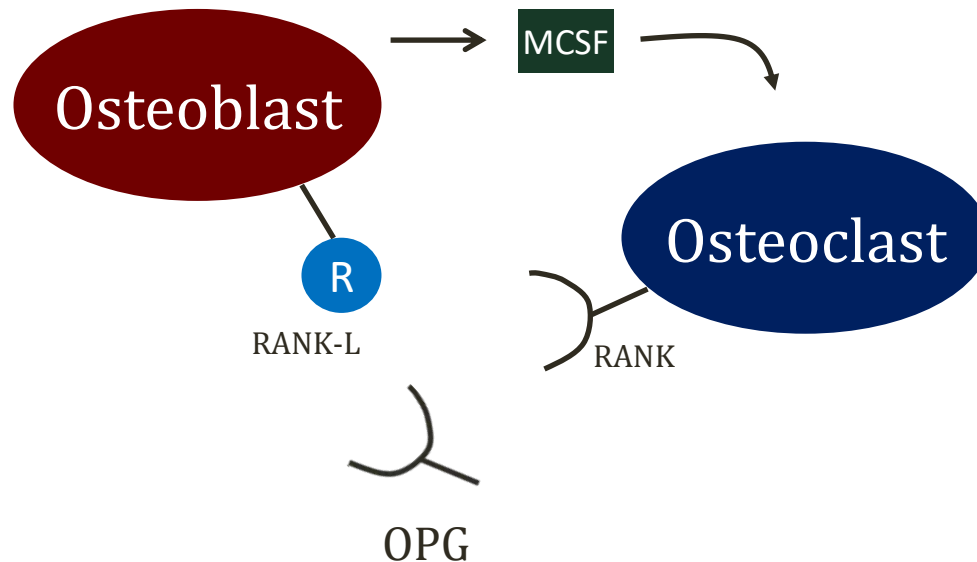 MCSF
Osteoblast
Osteoclast
R
RANK-L
RANK
OPG